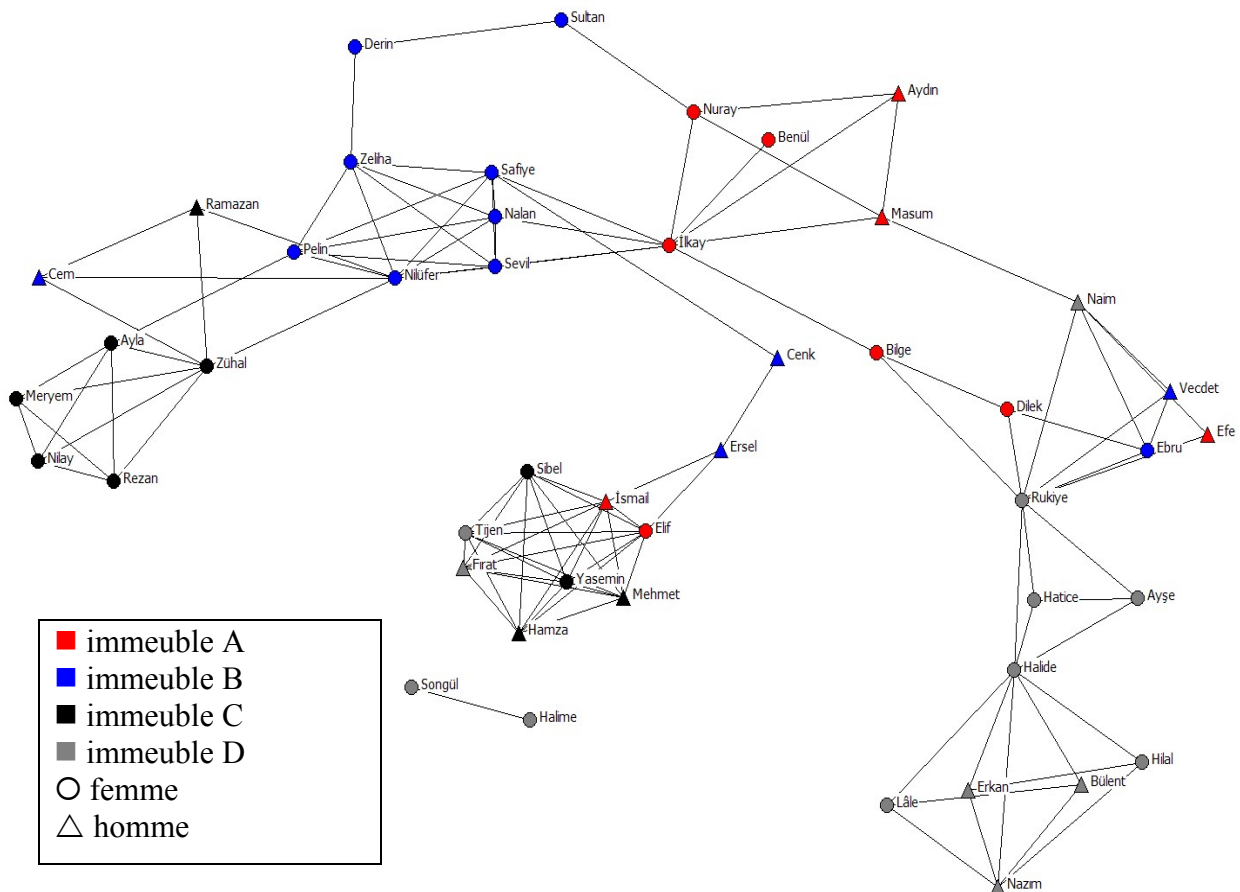 Sultan
Derin
Aydın
Nuray
Benül
Zeliha
Safiye
Ramazan
Nalan
Masum
İlkay
Pelin
Sevil
Cem
Nilüfer
Naim
Ayla
Cenk
Bilge
Zühal
Vecdet
Meryem
Dilek
Efe
Ersel
Ebru
Nilay
Sibel
Rezan
İsmail
Rukiye
Tijen
Elif
Fırat
Yasemin
Mehmet
Hatice
Ayşe
Hamza
immeuble A
immeuble B
immeuble C
immeuble D
femme
homme
Halide
Songül
Halime
Hilal
Erkan
Bülent
Lâle
Nazım